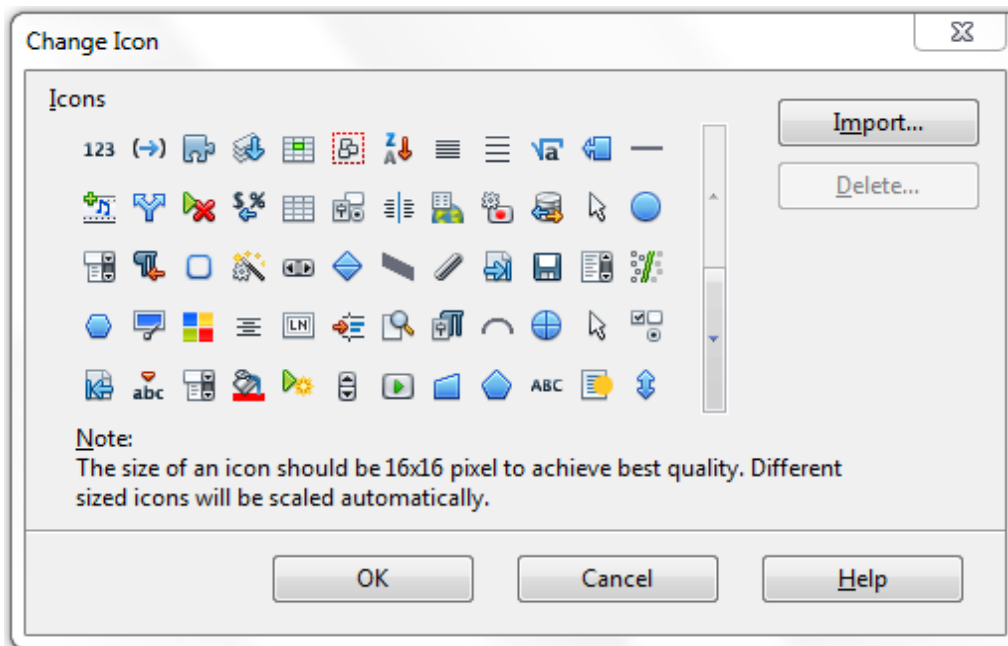 Change Icon
Icons
Import...
Delete...
123
Z
A
a
$ %
LN
abc
ABC
Note:
The size of an icon should be 16x16 pixel to achieve best quality. Different
sized icons will be scaled automatically.
OK Cancel Help